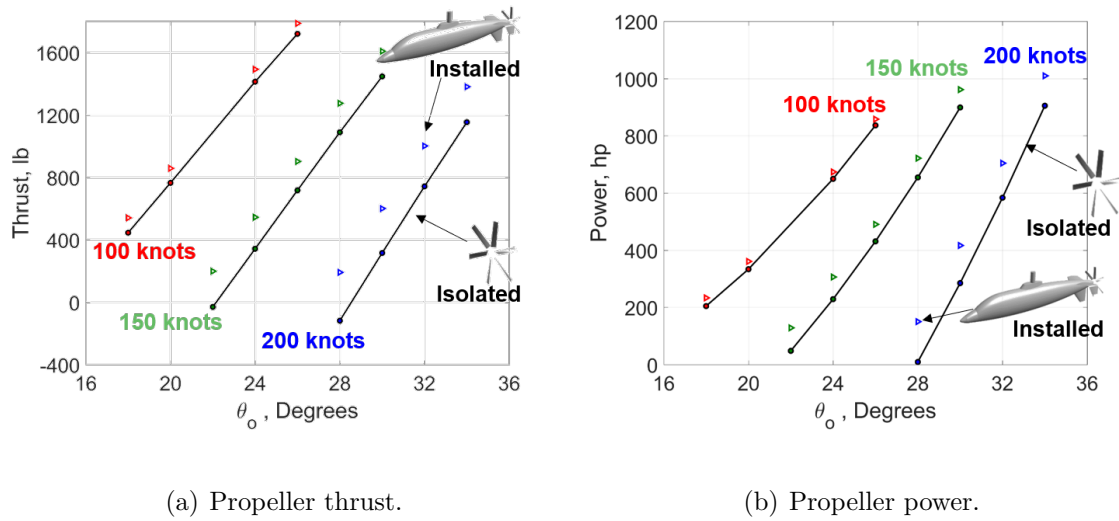 1600
1200
800
400
0
-400
16
20
24
28
32
36
Thrust, lb
θo , Degrees
Installed
100 knots
150 knots
200 knots
Isolated
1200
1000
800
600
400
200
0
16
20
24
28
32
36
Power, hp
θo , Degrees
200 knots
150 knots
100 knots
Isolated
Installed
(a) Propeller thrust.
(b) Propeller power.